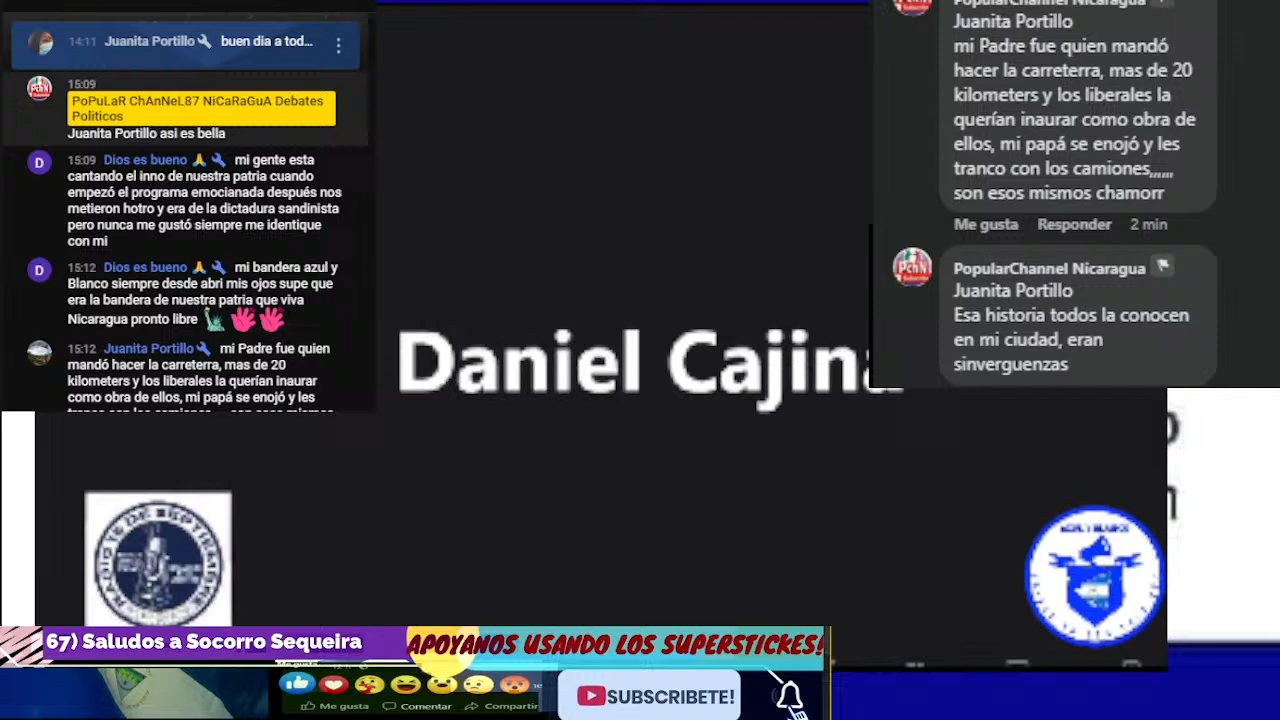 14:11 Juanita Portillo buen dia a tod...
15:09
PoPuLaR ChAnNeL87 NiCaRaGuA Debates
Politicos
Juanita Portillo asi es bella
D
15:09 Dios es bueno 🙏 mi gente esta
cantando el inno de nuestra patria cuando
empezó el programa emocianada después nos
metieron hotro y era de la dictadura sandinista
pero nunca me gustó siempre me identique
con mi
D
15:12 Dios es bueno 🙏 mi bandera azul y
Blanco siempre desde abri mis ojos supe que
era la bandera de nuestra patria que viva
Nicaragua pronto libre 🗽👋👋
15:12 Juanita Portillo mi Padre fue quien
mandó hacer la carreterra, mas de 20
kilometers y los liberales la querían inaurar
como obra de ellos, mi papá se enojó y les
PopularChannel Nicaragua
Juanita Portillo
mi Padre fue quien mandó
hacer la carreterra, mas de 20
kilometers y los liberales la
querían inaurar como obra de
ellos, mi papá se enojó y les
tranco con los camiones,,,,,,
son esos mismos chamorr
Me gusta Responder 2 min
PchN
PopularChannel Nicaragua
Juanita Portillo
Esa historia todos la conocen
en mi ciudad, eran
sinverguenzas
Daniel Cajina
67) Saludos a Socorro Sequeira
APOYANOS USANDO LOS SUPERSTICKES!
Me gusta Comentar Compartir
SUBSCRIBETE!